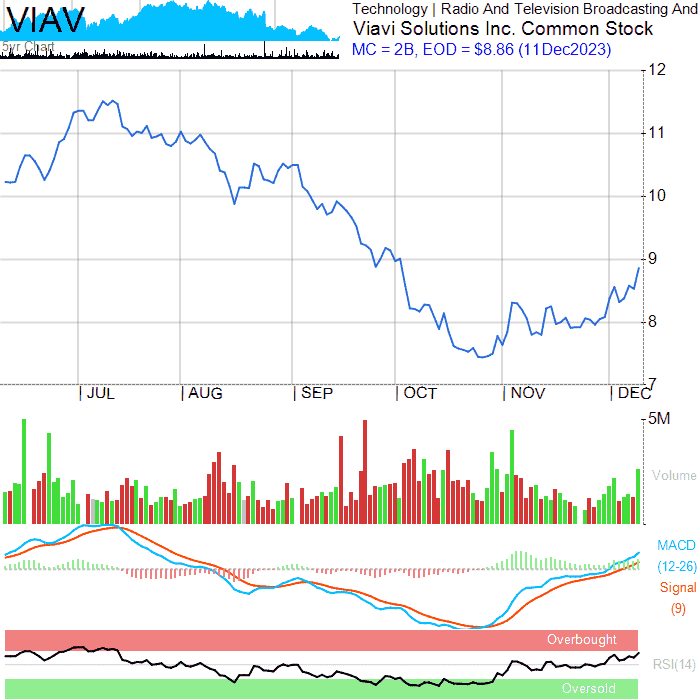 VIAV
5yr Chart
Technology | Radio And Television Broadcasting And
Viavi Solutions Inc. Common Stock
MC = 2B, EOD = $8.86 (11Dec2023)
12
11
10
9
8
7
JUL AUG SEP OCT NOV DEC
5M
Volume
MACD
(12-26)
Signal
(9)
Overbought
RSI(14)
Oversold